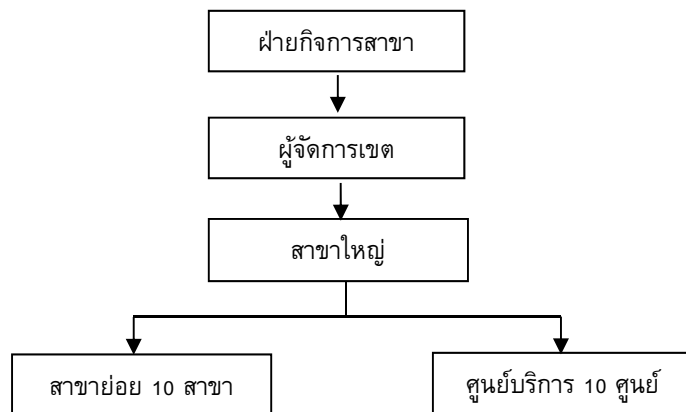 ฝ่ายกิจการสาขา
ผู้จัดการเขต
สาขาใหญ่
สาขาย่อย 10 สาขา
ศูนย์บริการ 10 ศูนย์